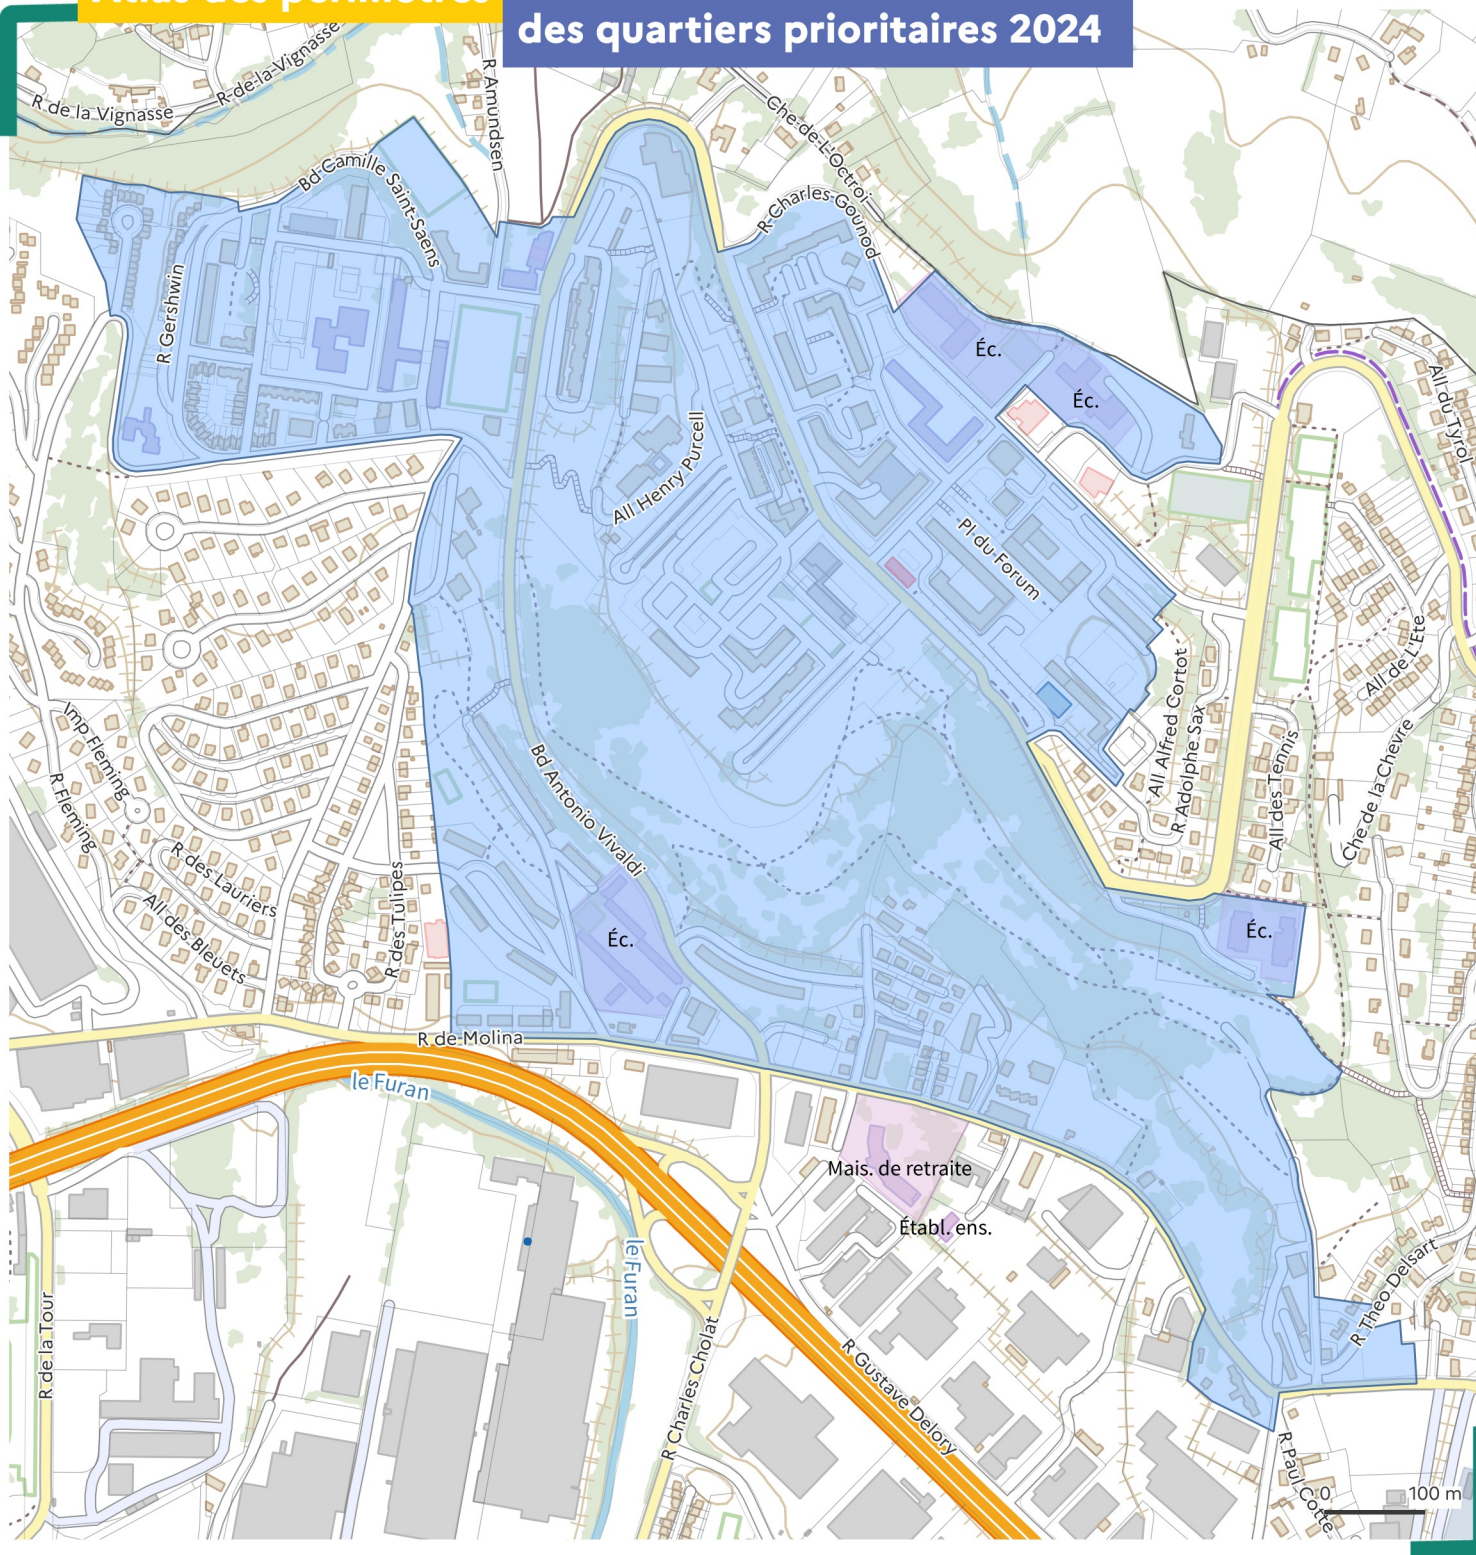 Atlas des périmètres
des quartiers prioritaires 2024
R de la Vignasse
R de la Vignasse
R Amundsen
Che de L'Octroi
R Charles Gounod
Bd Camille Saint-Saens
R Gershwin
Éc.
Éc.
All du Tyrol
All Henry Purcell
Pl du Forum
All de L'Ete
All Alfred Cortot
R Adolphe Sax
All des Tennis
Che de la Chevre
Imp Fleming
R Fleming
Bd Antonio Vivaldi
R des Lauriers
All des Bleuets
R des Tulipes
Éc.
Éc.
R de Molina
le Furan
Mais. de retraite
Établ. ens.
le Furan
R de la Tour
R Charles Cholat
R Gustave Delory
R Theo Delsart
R Paul Cotte
0 100 m